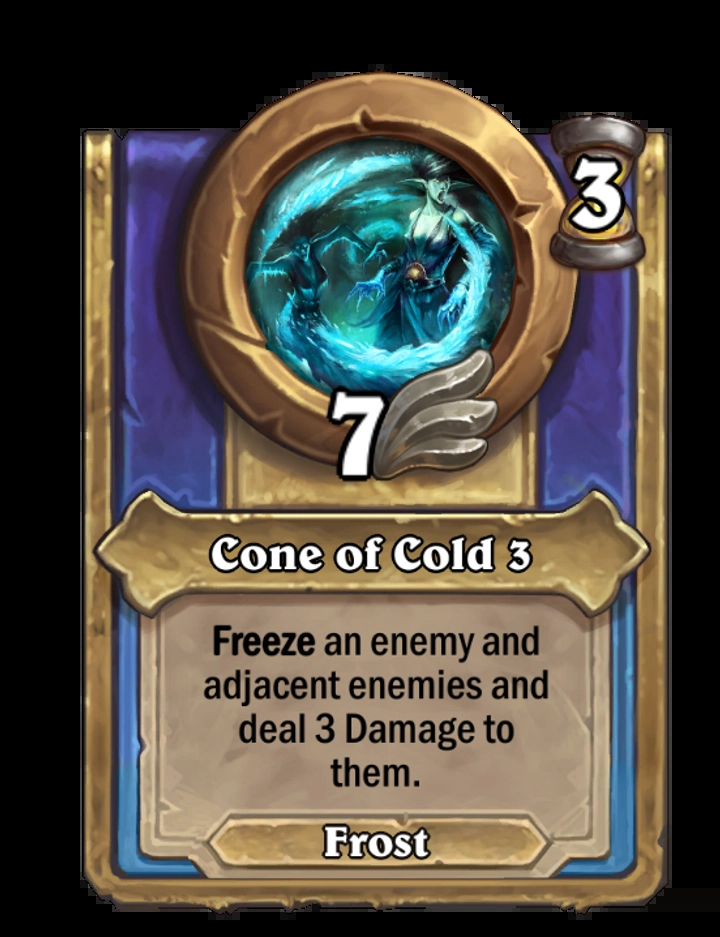 3
7
Cone of Cold 3
Freeze an enemy and
adjacent enemies and
deal 3 Damage to
them.
Frost